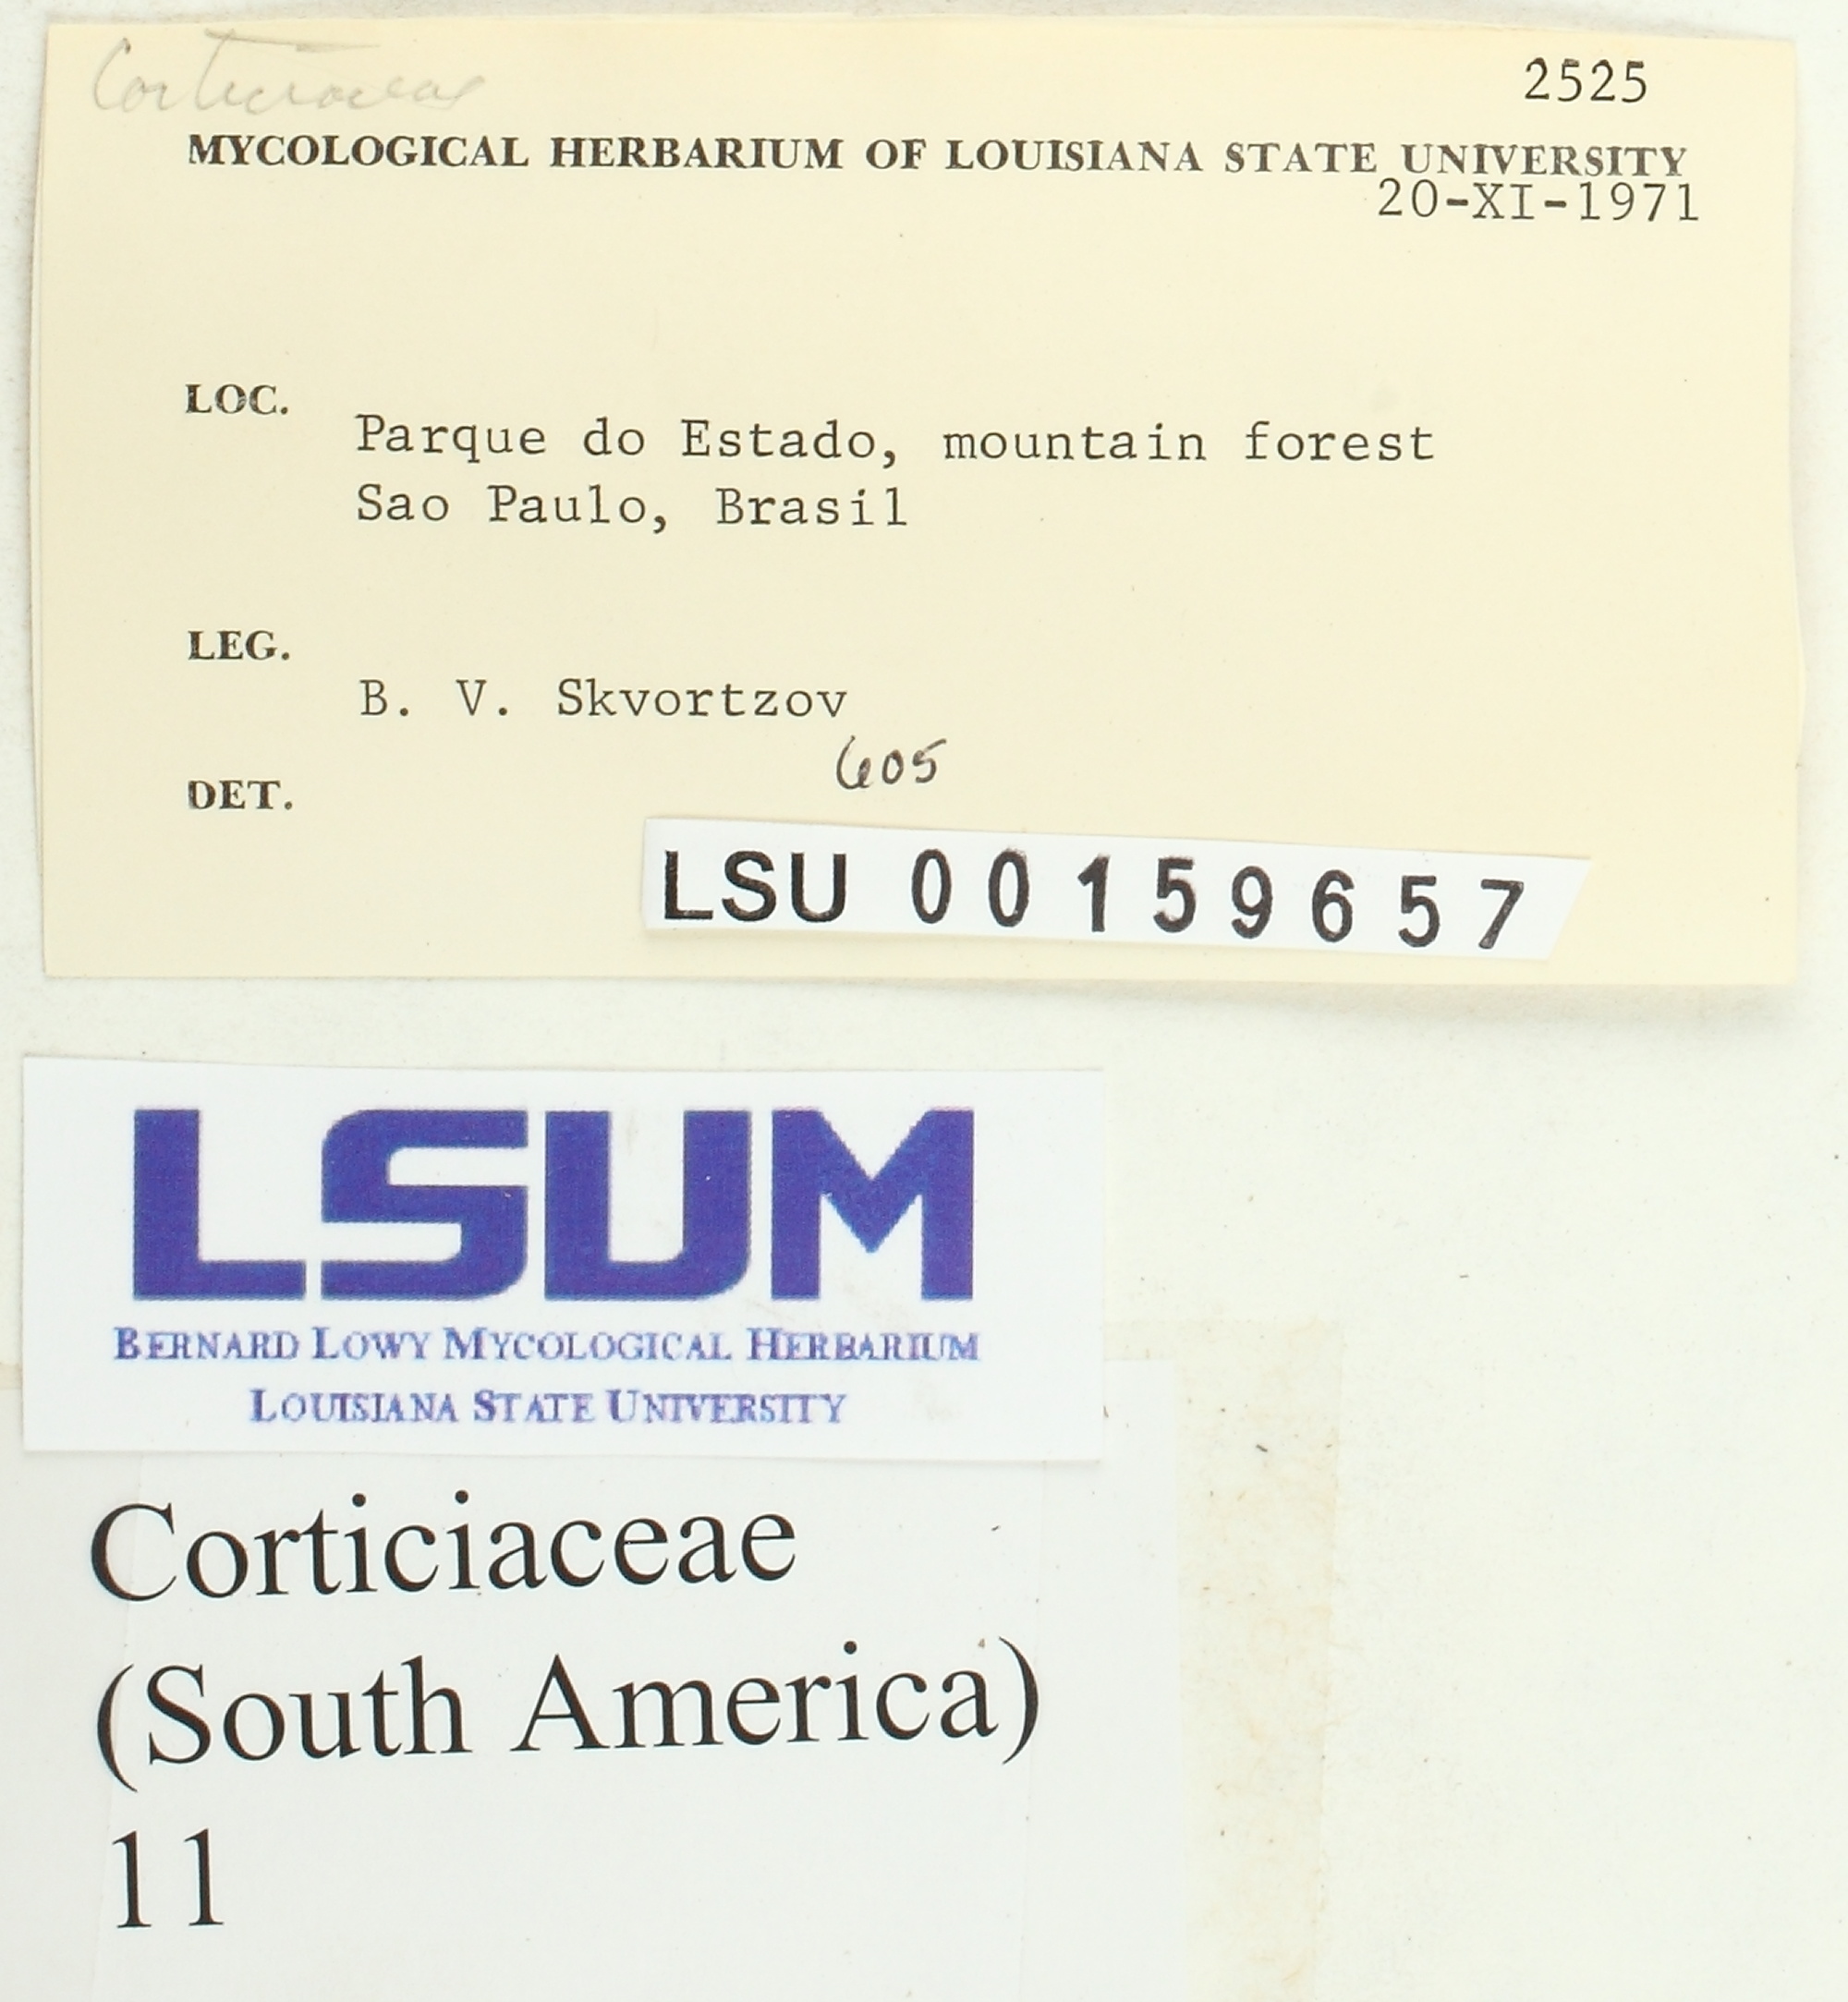 Corticiaceae
2525
MYCOLOGICAL HERBARIUM OF LOUISIANA STATE UNIVERSITY
20-XI-1971
LOC.
Parque do Estado, mountain forest
Sao Paulo, Brasil
LEG.
B. V. Skvortzov
605
DET.
LSU 00159657
LSUM
BERNARD LOWY MYCOLOGICAL HERBARIUM
LOUISIANA STATE UNIVERSITY
Corticiaceae
(South America)
11